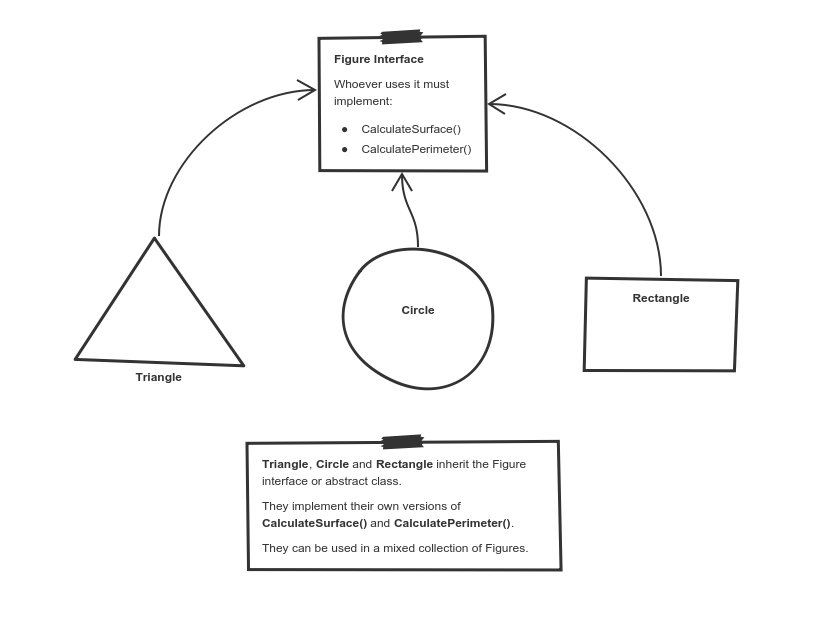 Figure Interface
Whoever uses it must
implement:
● CalculateSurface()
● CalculatePerimeter()
Circle
Rectangle
Triangle
Triangle, Circle and Rectangle inherit the Figure
interface or abstract class.
They implement their own versions of
CalculateSurface() and CalculatePerimeter().
They can be used in a mixed collection of Figures.